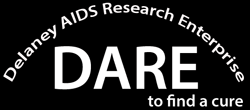 Delaney AIDS Research Enterprise
DARE
to find a cure